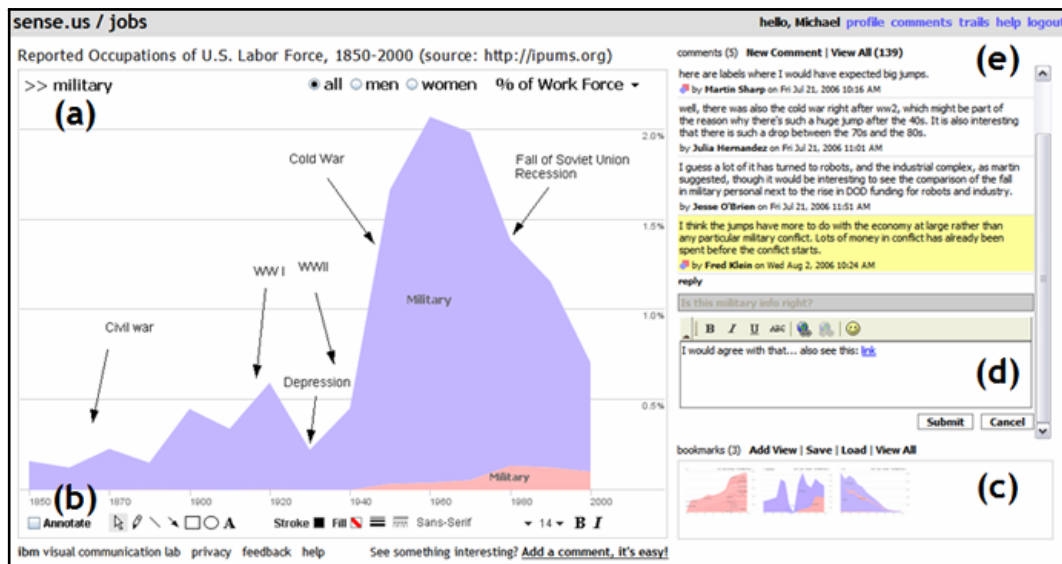 sense.us / jobs
hello, Michael profile comments trails help logout
Reported Occupations of U.S. Labor Force, 1850-2000 (source: http://ipums.org)
>> military
all men women % of Work Force
(a)
2.0%
Cold War
Fall of Soviet Union
Recession
1.5%
WW I
WWII
Military
1.0%
Civil war
Depression
0.5%
Military
(b)
1850 1870 1900 1920 1940 1960 1980 2000
Annotate A Stroke Fill Sans-Serif 14 B I
ibm visual communication lab privacy feedback help
See something interesting? Add a comment, it's easy!
comments (5) New Comment | View All (139)
(e)
here are labels where I would have expected big jumps.
by Martin Sharp on Fri Jul 21, 2006 10:16 AM
well, there was also the cold war right after ww2, which might be part of
the reason why there's such a huge jump after the 40s. It is also interesting
that there is such a drop between the 70s and the 80s.
by Julia Hernandez on Fri Jul 21, 2006 11:01 AM
I guess a lot of it has turned to robots, and the industrial complex, as martin
suggested, though it would be interesting to see the comparison of the fall
in military personal next to the rise in DOD funding for robots and industry.
by Jesse O'Brien on Fri Jul 21, 2006 11:51 AM
I think the jumps have more to do with the economy at large rather than
any particular military conflict. Lots of money in conflict has already been
spent before the conflict starts.
by Fred Klein on Wed Aug 2, 2006 10:24 AM
reply
Is this military info right?
B I U ABC
I would agree with that... also see this: link
(d)
Submit Cancel
bookmarks (3) Add View | Save | Load | View All
(c)